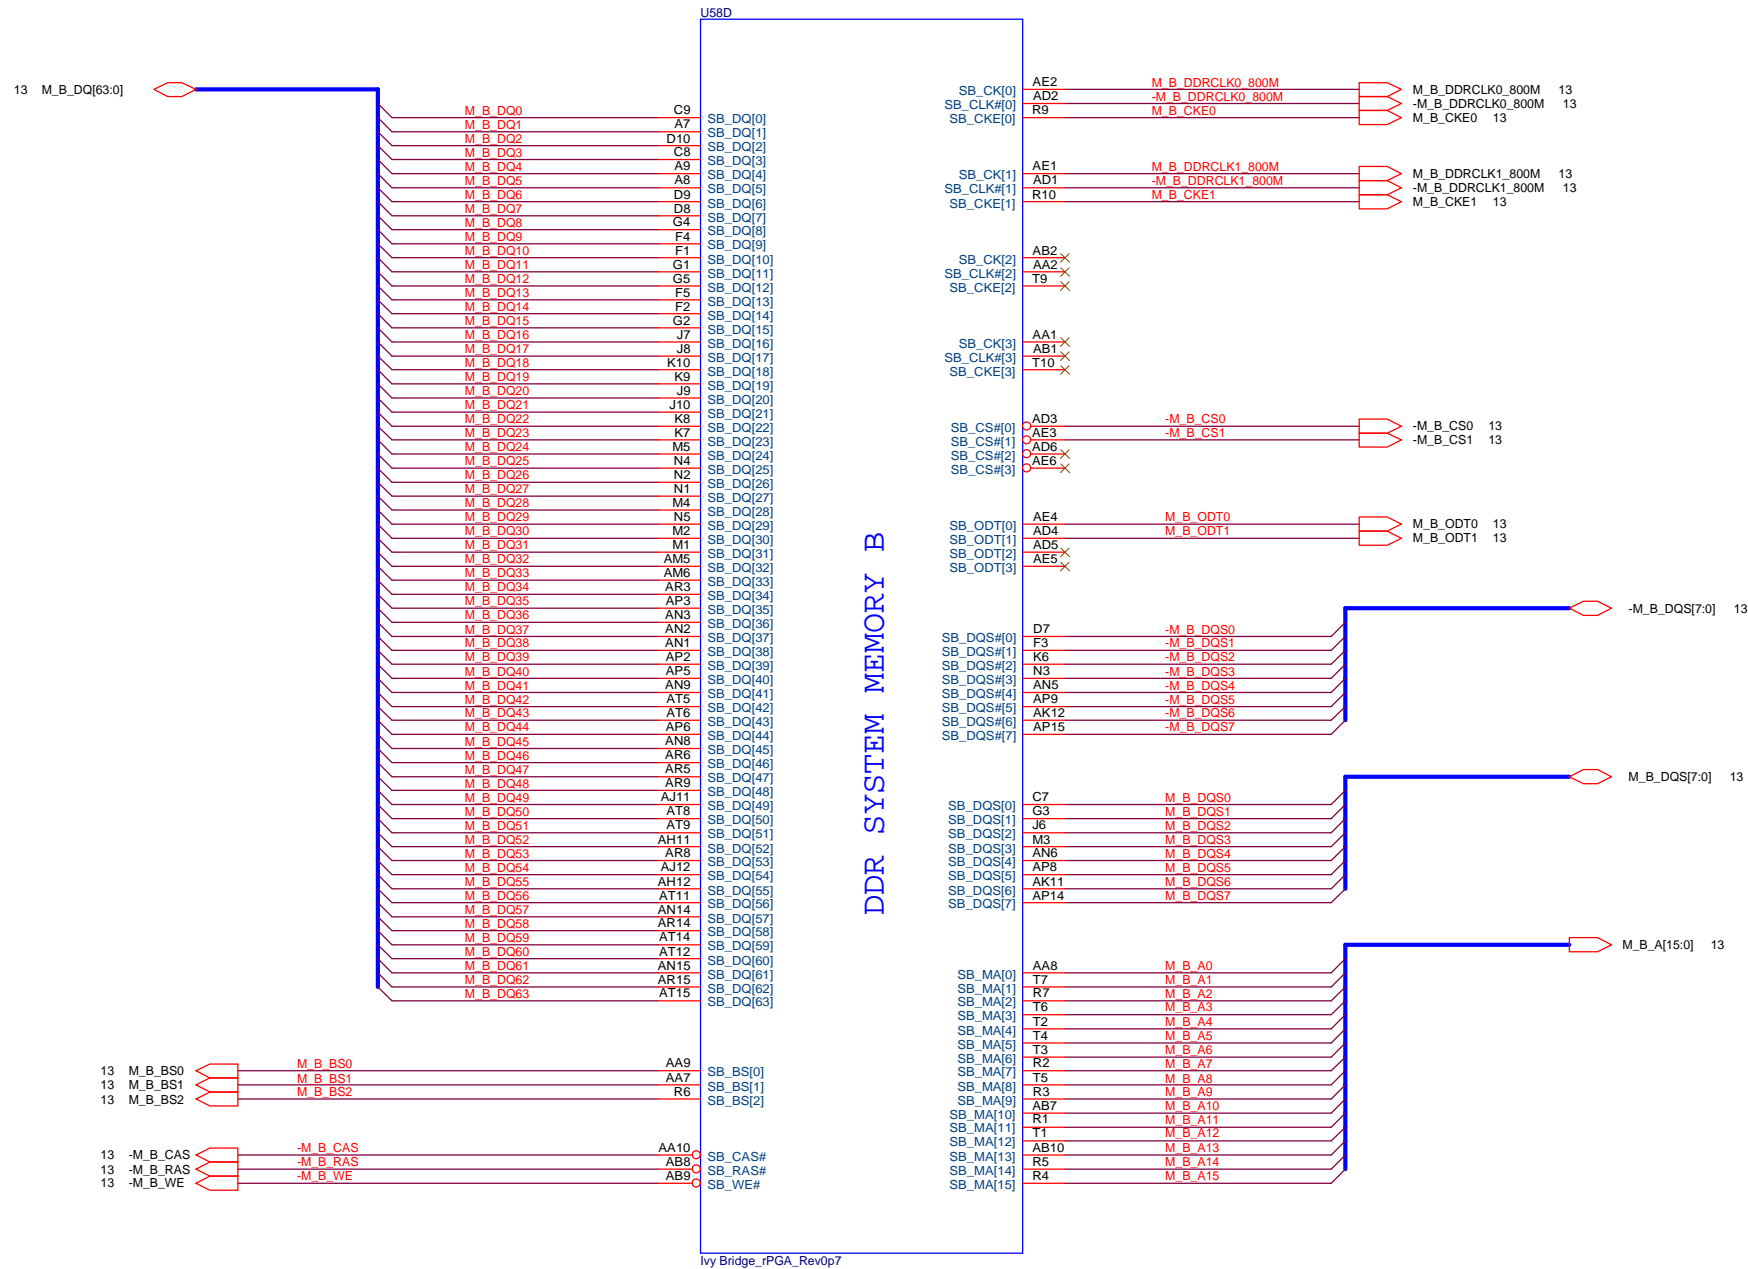 U58D
13 M_B_DQ[63:0]
M_B_DQ0 C9 SB_DQ[0]
M_B_DQ1 A7 SB_DQ[1]
M_B_DQ2 D10 SB_DQ[2]
M_B_DQ3 C8 SB_DQ[3]
M_B_DQ4 A9 SB_DQ[4]
M_B_DQ5 A8 SB_DQ[5]
M_B_DQ6 D9 SB_DQ[6]
M_B_DQ7 D8 SB_DQ[7]
M_B_DQ8 G4 SB_DQ[8]
M_B_DQ9 F4 SB_DQ[9]
M_B_DQ10 F1 SB_DQ[10]
M_B_DQ11 G1 SB_DQ[11]
M_B_DQ12 G5 SB_DQ[12]
M_B_DQ13 F5 SB_DQ[13]
M_B_DQ14 F2 SB_DQ[14]
M_B_DQ15 G2 SB_DQ[15]
M_B_DQ16 J7 SB_DQ[16]
M_B_DQ17 J8 SB_DQ[17]
M_B_DQ18 K10 SB_DQ[18]
M_B_DQ19 K9 SB_DQ[19]
M_B_DQ20 J9 SB_DQ[20]
M_B_DQ21 J10 SB_DQ[21]
M_B_DQ22 K8 SB_DQ[22]
M_B_DQ23 K7 SB_DQ[23]
M_B_DQ24 M5 SB_DQ[24]
M_B_DQ25 N4 SB_DQ[25]
M_B_DQ26 N2 SB_DQ[26]
M_B_DQ27 N1 SB_DQ[27]
M_B_DQ28 M4 SB_DQ[28]
M_B_DQ29 N5 SB_DQ[29]
M_B_DQ30 M2 SB_DQ[30]
M_B_DQ31 M1 SB_DQ[31]
M_B_DQ32 AM5 SB_DQ[32]
M_B_DQ33 AM6 SB_DQ[33]
M_B_DQ34 AR3 SB_DQ[34]
M_B_DQ35 AP3 SB_DQ[35]
M_B_DQ36 AN3 SB_DQ[36]
M_B_DQ37 AN2 SB_DQ[37]
M_B_DQ38 AN1 SB_DQ[38]
M_B_DQ39 AP2 SB_DQ[39]
M_B_DQ40 AP5 SB_DQ[40]
M_B_DQ41 AN9 SB_DQ[41]
M_B_DQ42 AT5 SB_DQ[42]
M_B_DQ43 AT6 SB_DQ[43]
M_B_DQ44 AP6 SB_DQ[44]
M_B_DQ45 AN8 SB_DQ[45]
M_B_DQ46 AR6 SB_DQ[46]
M_B_DQ47 AR5 SB_DQ[47]
M_B_DQ48 AR9 SB_DQ[48]
M_B_DQ49 AJ11 SB_DQ[49]
M_B_DQ50 AT8 SB_DQ[50]
M_B_DQ51 AT9 SB_DQ[51]
M_B_DQ52 AH11 SB_DQ[52]
M_B_DQ53 AR8 SB_DQ[53]
M_B_DQ54 AJ12 SB_DQ[54]
M_B_DQ55 AH12 SB_DQ[55]
M_B_DQ56 AT11 SB_DQ[56]
M_B_DQ57 AN14 SB_DQ[57]
M_B_DQ58 AR14 SB_DQ[58]
M_B_DQ59 AT14 SB_DQ[59]
M_B_DQ60 AT12 SB_DQ[60]
M_B_DQ61 AN15 SB_DQ[61]
M_B_DQ62 AR15 SB_DQ[62]
M_B_DQ63 AT15 SB_DQ[63]
13 M_B_BS0 M_B_BS0 AA9 SB_BS[0]
13 M_B_BS1 M_B_BS1 AA7 SB_BS[1]
13 M_B_BS2 M_B_BS2 R6 SB_BS[2]
13 -M_B_CAS -M_B_CAS AA10 SB_CAS#
13 -M_B_RAS -M_B_RAS AB8 SB_RAS#
13 -M_B_WE -M_B_WE AB9 SB_WE#
DDR SYSTEM MEMORY B
SB_CK[0] AE2 M_B_DDRCLK0_800M M_B_DDRCLK0_800M 13
SB_CLK#[0] AD2 -M_B_DDRCLK0_800M -M_B_DDRCLK0_800M 13
SB_CKE[0] R9 M_B_CKE0 M_B_CKE0 13
SB_CK[1] AE1 M_B_DDRCLK1_800M M_B_DDRCLK1_800M 13
SB_CLK#[1] AD1 -M_B_DDRCLK1_800M -M_B_DDRCLK1_800M 13
SB_CKE[1] R10 M_B_CKE1 M_B_CKE1 13
SB_CK[2] AB2
SB_CLK#[2] AA2
SB_CKE[2] T9
SB_CK[3] AA1
SB_CLK#[3] AB1
SB_CKE[3] T10
SB_CS#[0] AD3 -M_B_CS0 -M_B_CS0 13
SB_CS#[1] AE3 -M_B_CS1 -M_B_CS1 13
SB_CS#[2] AD6
SB_CS#[3] AE6
SB_ODT[0] AE4 M_B_ODT0 M_B_ODT0 13
SB_ODT[1] AD4 M_B_ODT1 M_B_ODT1 13
SB_ODT[2] AD5
SB_ODT[3] AE5
-M_B_DQS[7:0] 13
SB_DQS#[0] D7 -M_B_DQS0
SB_DQS#[1] F3 -M_B_DQS1
SB_DQS#[2] K6 -M_B_DQS2
SB_DQS#[3] N3 -M_B_DQS3
SB_DQS#[4] AN5 -M_B_DQS4
SB_DQS#[5] AP9 -M_B_DQS5
SB_DQS#[6] AK12 -M_B_DQS6
SB_DQS#[7] AP15 -M_B_DQS7
M_B_DQS[7:0] 13
SB_DQS[0] C7 M_B_DQS0
SB_DQS[1] G3 M_B_DQS1
SB_DQS[2] J6 M_B_DQS2
SB_DQS[3] M3 M_B_DQS3
SB_DQS[4] AN6 M_B_DQS4
SB_DQS[5] AP8 M_B_DQS5
SB_DQS[6] AK11 M_B_DQS6
SB_DQS[7] AP14 M_B_DQS7
M_B_A[15:0] 13
SB_MA[0] AA8 M_B_A0
SB_MA[1] T7 M_B_A1
SB_MA[2] R7 M_B_A2
SB_MA[3] T6 M_B_A3
SB_MA[4] T2 M_B_A4
SB_MA[5] T4 M_B_A5
SB_MA[6] T3 M_B_A6
SB_MA[7] R2 M_B_A7
SB_MA[8] T5 M_B_A8
SB_MA[9] R3 M_B_A9
SB_MA[10] AB7 M_B_A10
SB_MA[11] R1 M_B_A11
SB_MA[12] T1 M_B_A12
SB_MA[13] AB10 M_B_A13
SB_MA[14] R5 M_B_A14
SB_MA[15] R4 M_B_A15
Ivy Bridge_rPGA_Rev0p7